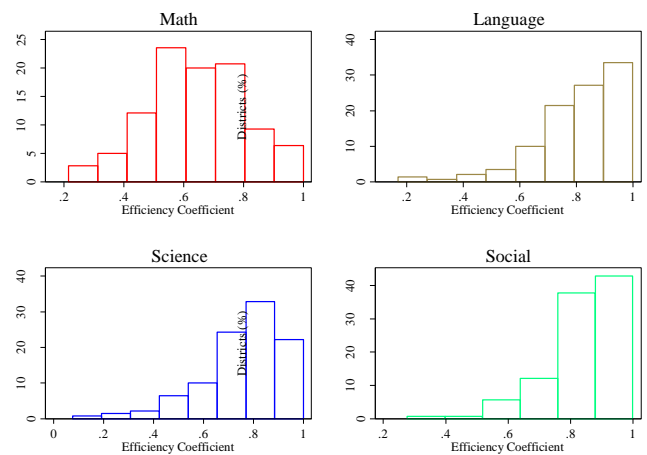 Math
25
20
15
10
5
0
Districts (%)
.2 .4 .6 .8 1
Efficiency Coefficient
Language
40
30
20
10
0
.2 .4 .6 .8 1
Efficiency Coefficient
Science
40
30
20
10
0
Districts (%)
0 .2 .4 .6 .8 1
Efficiency Coefficient
Social
40
30
20
10
0
.2 .4 .6 .8 1
Efficiency Coefficient